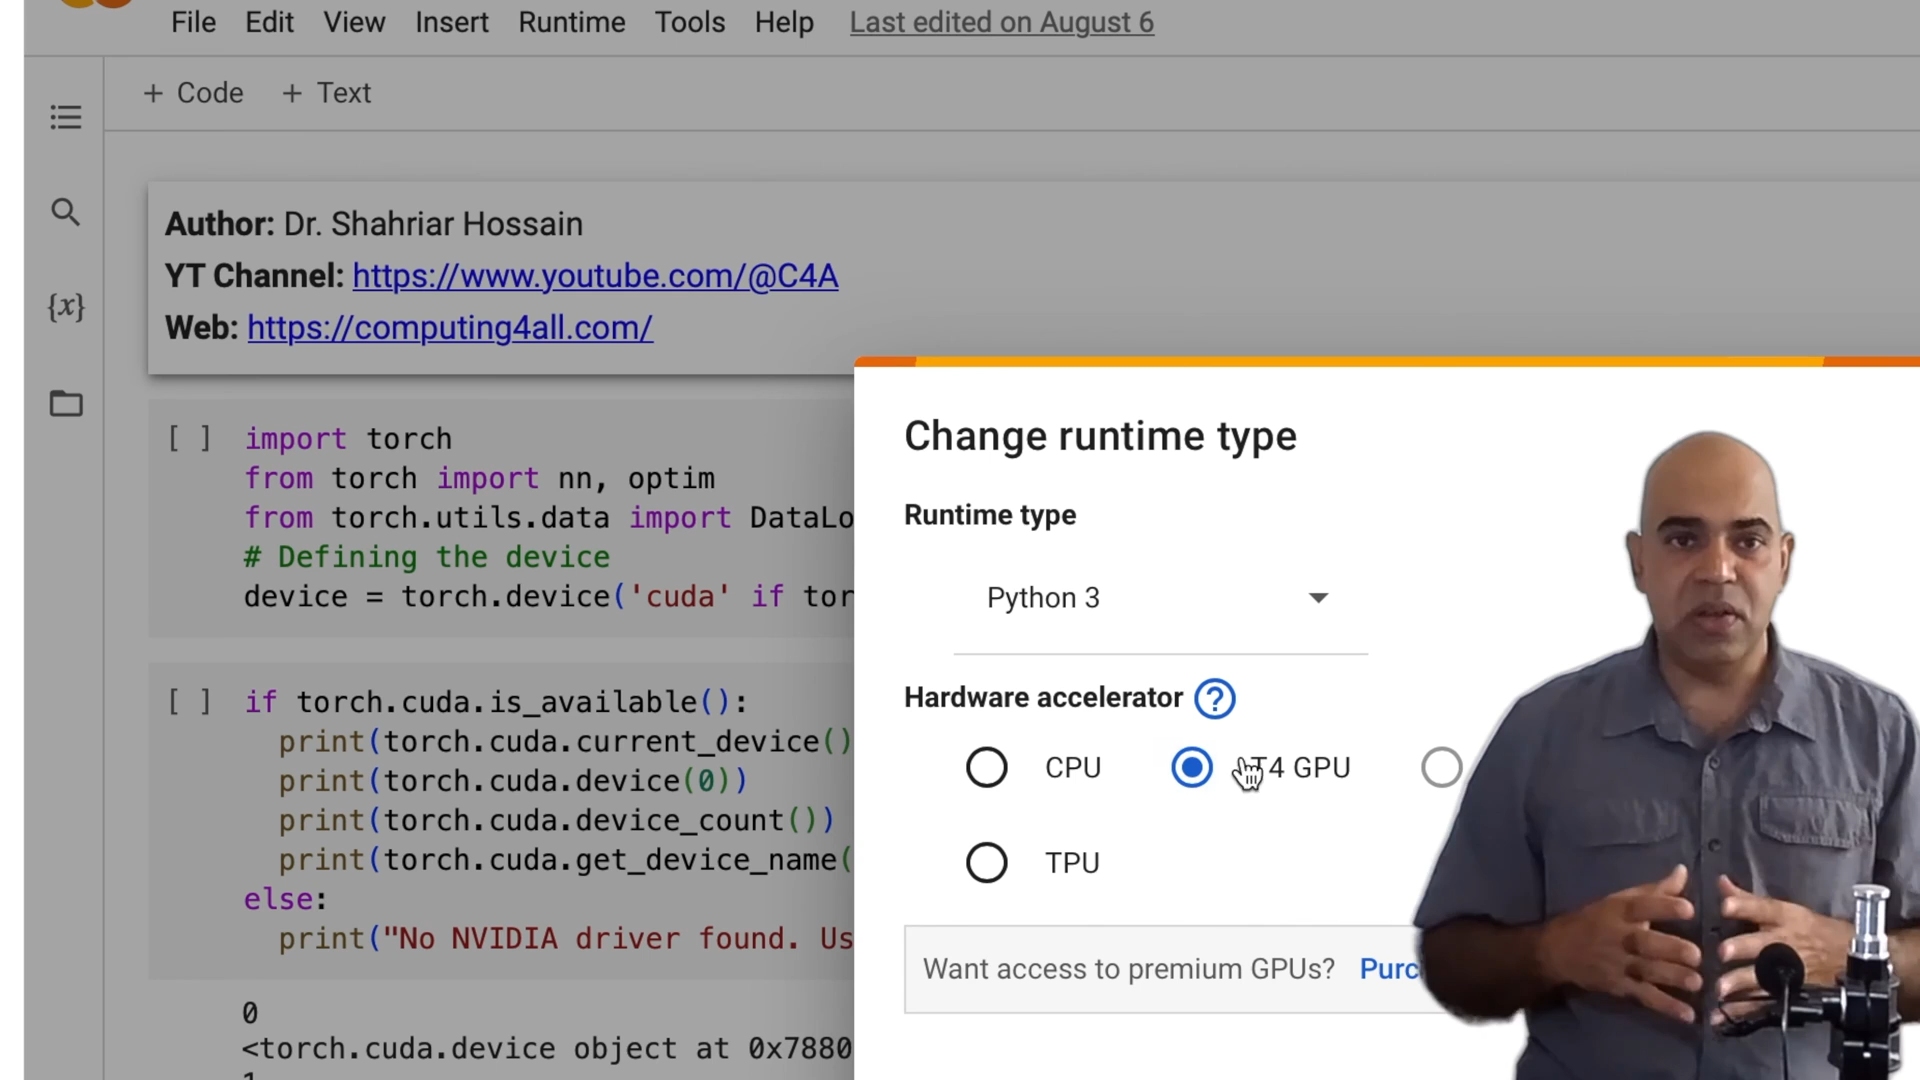 File Edit View Insert Runtime Tools Help Last edited on August 6
+ Code + Text
{x}
Author: Dr. Shahriar Hossain
YT Channel: https://www.youtube.com/@C4A
Web: https://computing4all.com/
[ ] import torch
from torch import nn, optim
from torch.utils.data import DataLo
# Defining the device
device = torch.device('cuda' if tor
[ ] if torch.cuda.is_available():
print(torch.cuda.current_device()
print(torch.cuda.device(0))
print(torch.cuda.device_count())
print(torch.cuda.get_device_name(
else:
print("No NVIDIA driver found. Us
0
<torch.cuda.device object at 0x7880
Change runtime type
Runtime type
Python 3
Hardware accelerator ?
CPU T4 GPU
TPU
Want access to premium GPUs? Purc